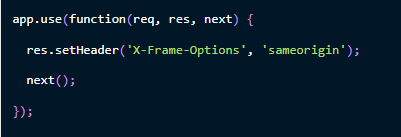 app.use(function(req, res, next) {
res.setHeader('X-Frame-Options', 'sameorigin');
next();
});